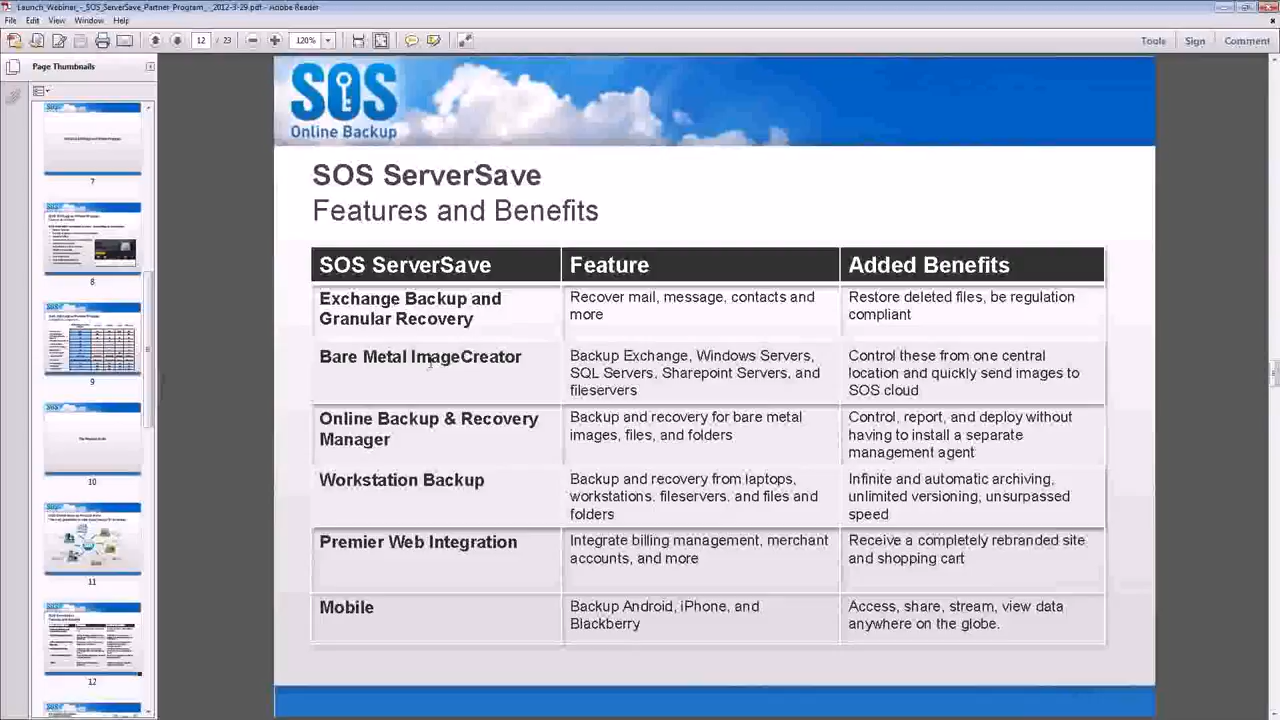 Launch_Webinar_-_SOS_ServerSave_Partner_Program_-_2012-3-29.pdf - Adobe Reader
File Edit View Window Help
12 / 23 120% Tools Sign Comment
Page Thumbnails
7
8
9
10
11
12
SOS
Online Backup
SOS ServerSave
Features and Benefits
SOS ServerSave Feature Added Benefits
Exchange Backup and Recover mail, message, contacts and Restore deleted files, be regulation
Granular Recovery more compliant
Bare Metal ImageCreator Backup Exchange, Windows Servers, Control these from one central
SQL Servers, Sharepoint Servers, and location and quickly send images to
fileservers SOS cloud
Online Backup & Recovery Backup and recovery for bare metal Control, report, and deploy without
Manager images, files, and folders having to install a separate
management agent
Workstation Backup Backup and recovery from laptops, Infinite and automatic archiving,
workstations, fileservers, and files and unlimited versioning, unsurpassed
folders speed
Premier Web Integration Integrate billing management, merchant Receive a completely rebranded site
accounts, and more and shopping cart
Mobile Backup Android, iPhone, and Access, share, stream, view data
Blackberry anywhere on the globe.